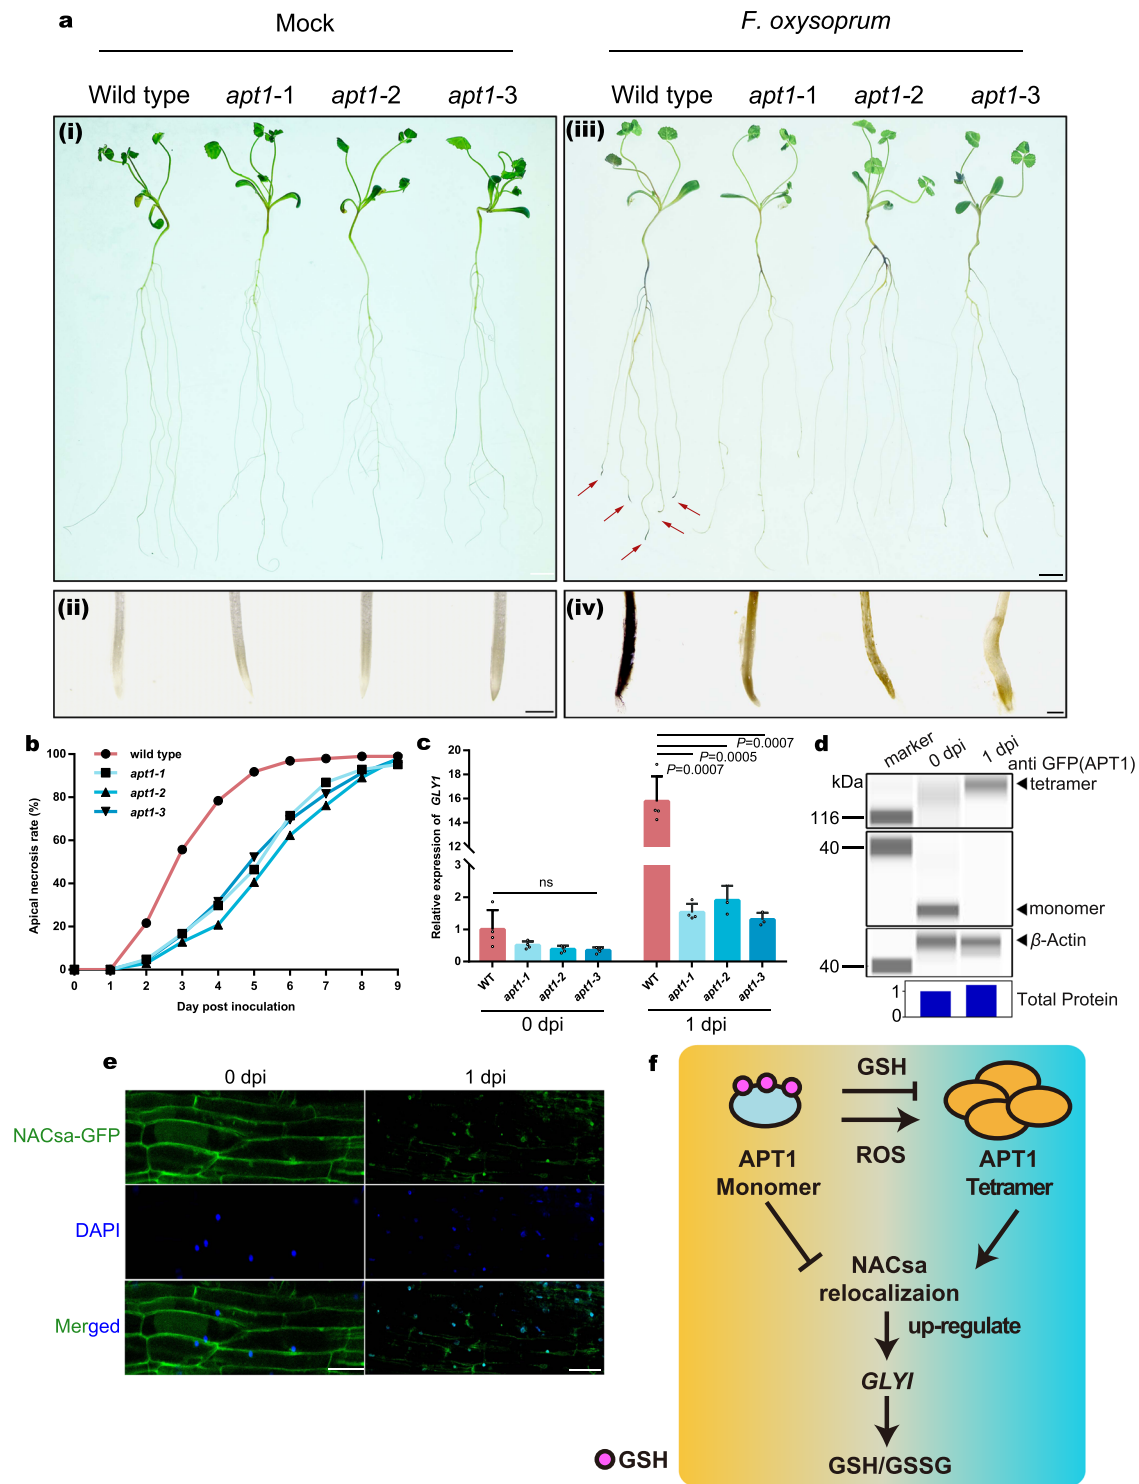 a
Mock
F. oxysoprum
Wild type apt1-1 apt1-2 apt1-3
Wild type apt1-1 apt1-2 apt1-3
(i)
(iii)
(ii)
(iv)
b
Apical necrosis rate (%)
100
80
60
40
20
0
wild type
apt1-1
apt1-2
apt1-3
0 1 2 3 4 5 6 7 8 9
Day post inoculation
c
Relative expression of GLY1
20
18
16
14
12
3
2
1
0
ns
P=0.0007
P=0.0005
P=0.0007
WT apt1-1 apt1-2 apt1-3
WT apt1-1 apt1-2 apt1-3
0 dpi
1 dpi
d
marker 0 dpi 1 dpi
anti GFP(APT1)
kDa
tetramer
116
40
monomer
β-Actin
40
1
0
Total Protein
e
0 dpi 1 dpi
NACsa-GFP
DAPI
Merged
f
GSH
ROS
APT1
Monomer
APT1
Tetramer
NACsa
relocalizaion
up-regulate
GLYI
GSH/GSSG
GSH